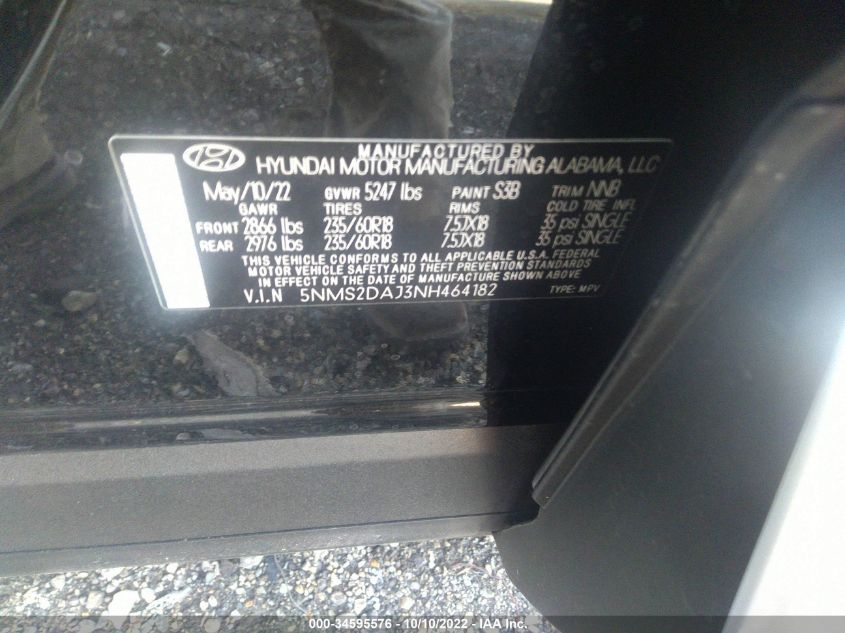 MANUFACTURED BY
HYUNDAI MOTOR MANUFACTURING ALABAMA, LLC
May/10/22 GVWR 5247 lbs PAINT S3B TRIM NNB
GAWR TIRES RIMS COLD TIRE INFL
FRONT 2866 lbs 235/60R18 7.5JX18 35 psi SINGLE
REAR 2976 lbs 235/60R18 7.5JX18 35 psi SINGLE
THIS VEHICLE CONFORMS TO ALL APPLICABLE U.S.A. FEDERAL
MOTOR VEHICLE SAFETY AND THEFT PREVENTION STANDARDS
IN EFFECT ON THE DATE OF MANUFACTURE SHOWN ABOVE
V.I.N 5NMS2DAJ3NH464182 TYPE: MPV
000-34595576 - 10/10/2022 - IAA Inc.